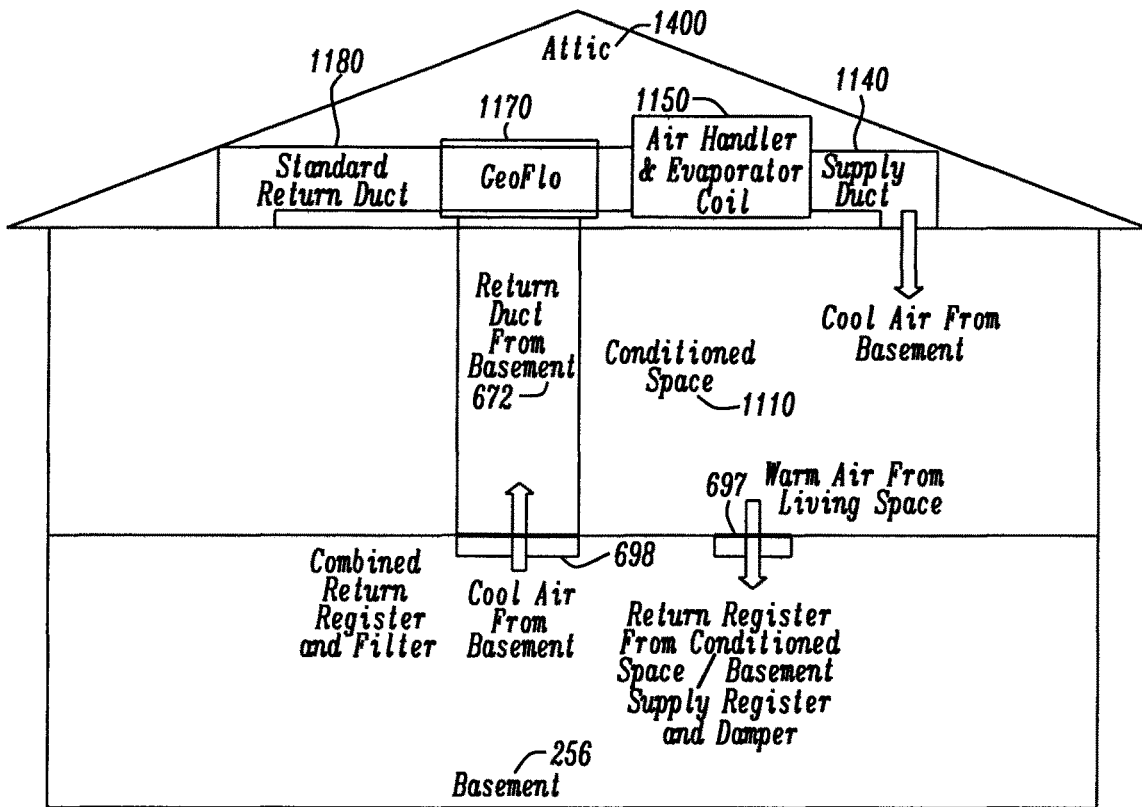 1400
Attic
1180
1170
1150
1140
Standard
Return Duct
GeoFlo
Air Handler
& Evaporator
Coil
Supply
Duct
Return
Duct
From
Basement
672
Conditioned
Space
1110
Cool Air From
Basement
697
Warm Air From
Living Space
698
Combined
Return
Register
and Filter
Cool Air
From
Basement
Return Register
From Conditioned
Space / Basement
Supply Register
and Damper
256
Basement